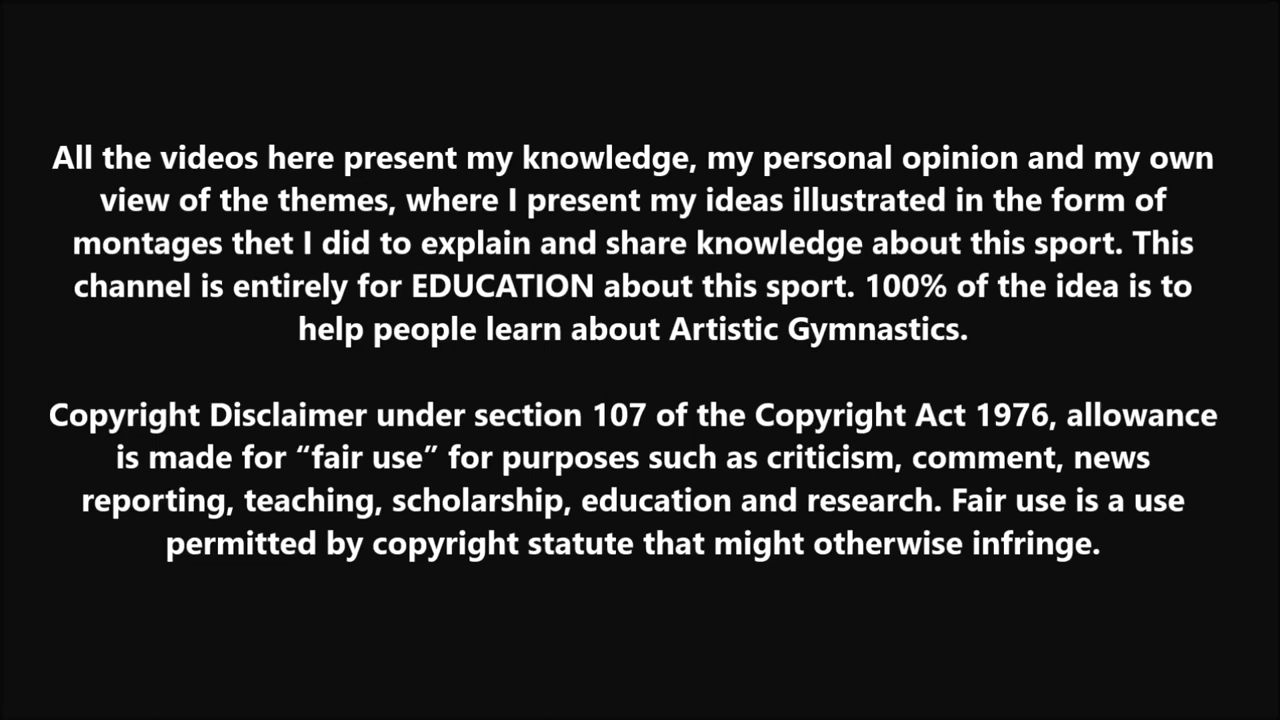 All the videos here present my knowledge, my personal opinion and my own
view of the themes, where I present my ideas illustrated in the form of
montages thet I did to explain and share knowledge about this sport. This
channel is entirely for EDUCATION about this sport. 100% of the idea is to
help people learn about Artistic Gymnastics.
Copyright Disclaimer under section 107 of the Copyright Act 1976, allowance
is made for “fair use” for purposes such as criticism, comment, news
reporting, teaching, scholarship, education and research. Fair use is a use
permitted by copyright statute that might otherwise infringe.